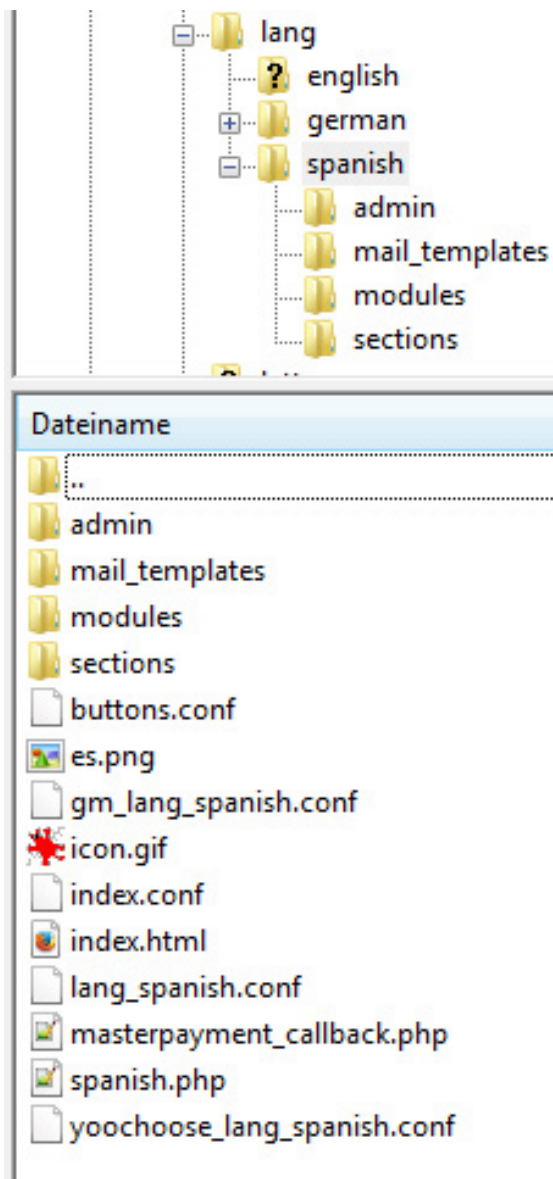 lang
english
german
spanish
admin
mail_templates
modules
sections
Dateiname
..
admin
mail_templates
modules
sections
buttons.conf
es.png
gm_lang_spanish.conf
icon.gif
index.conf
index.html
lang_spanish.conf
masterpayment_callback.php
spanish.php
yoochoose_lang_spanish.conf